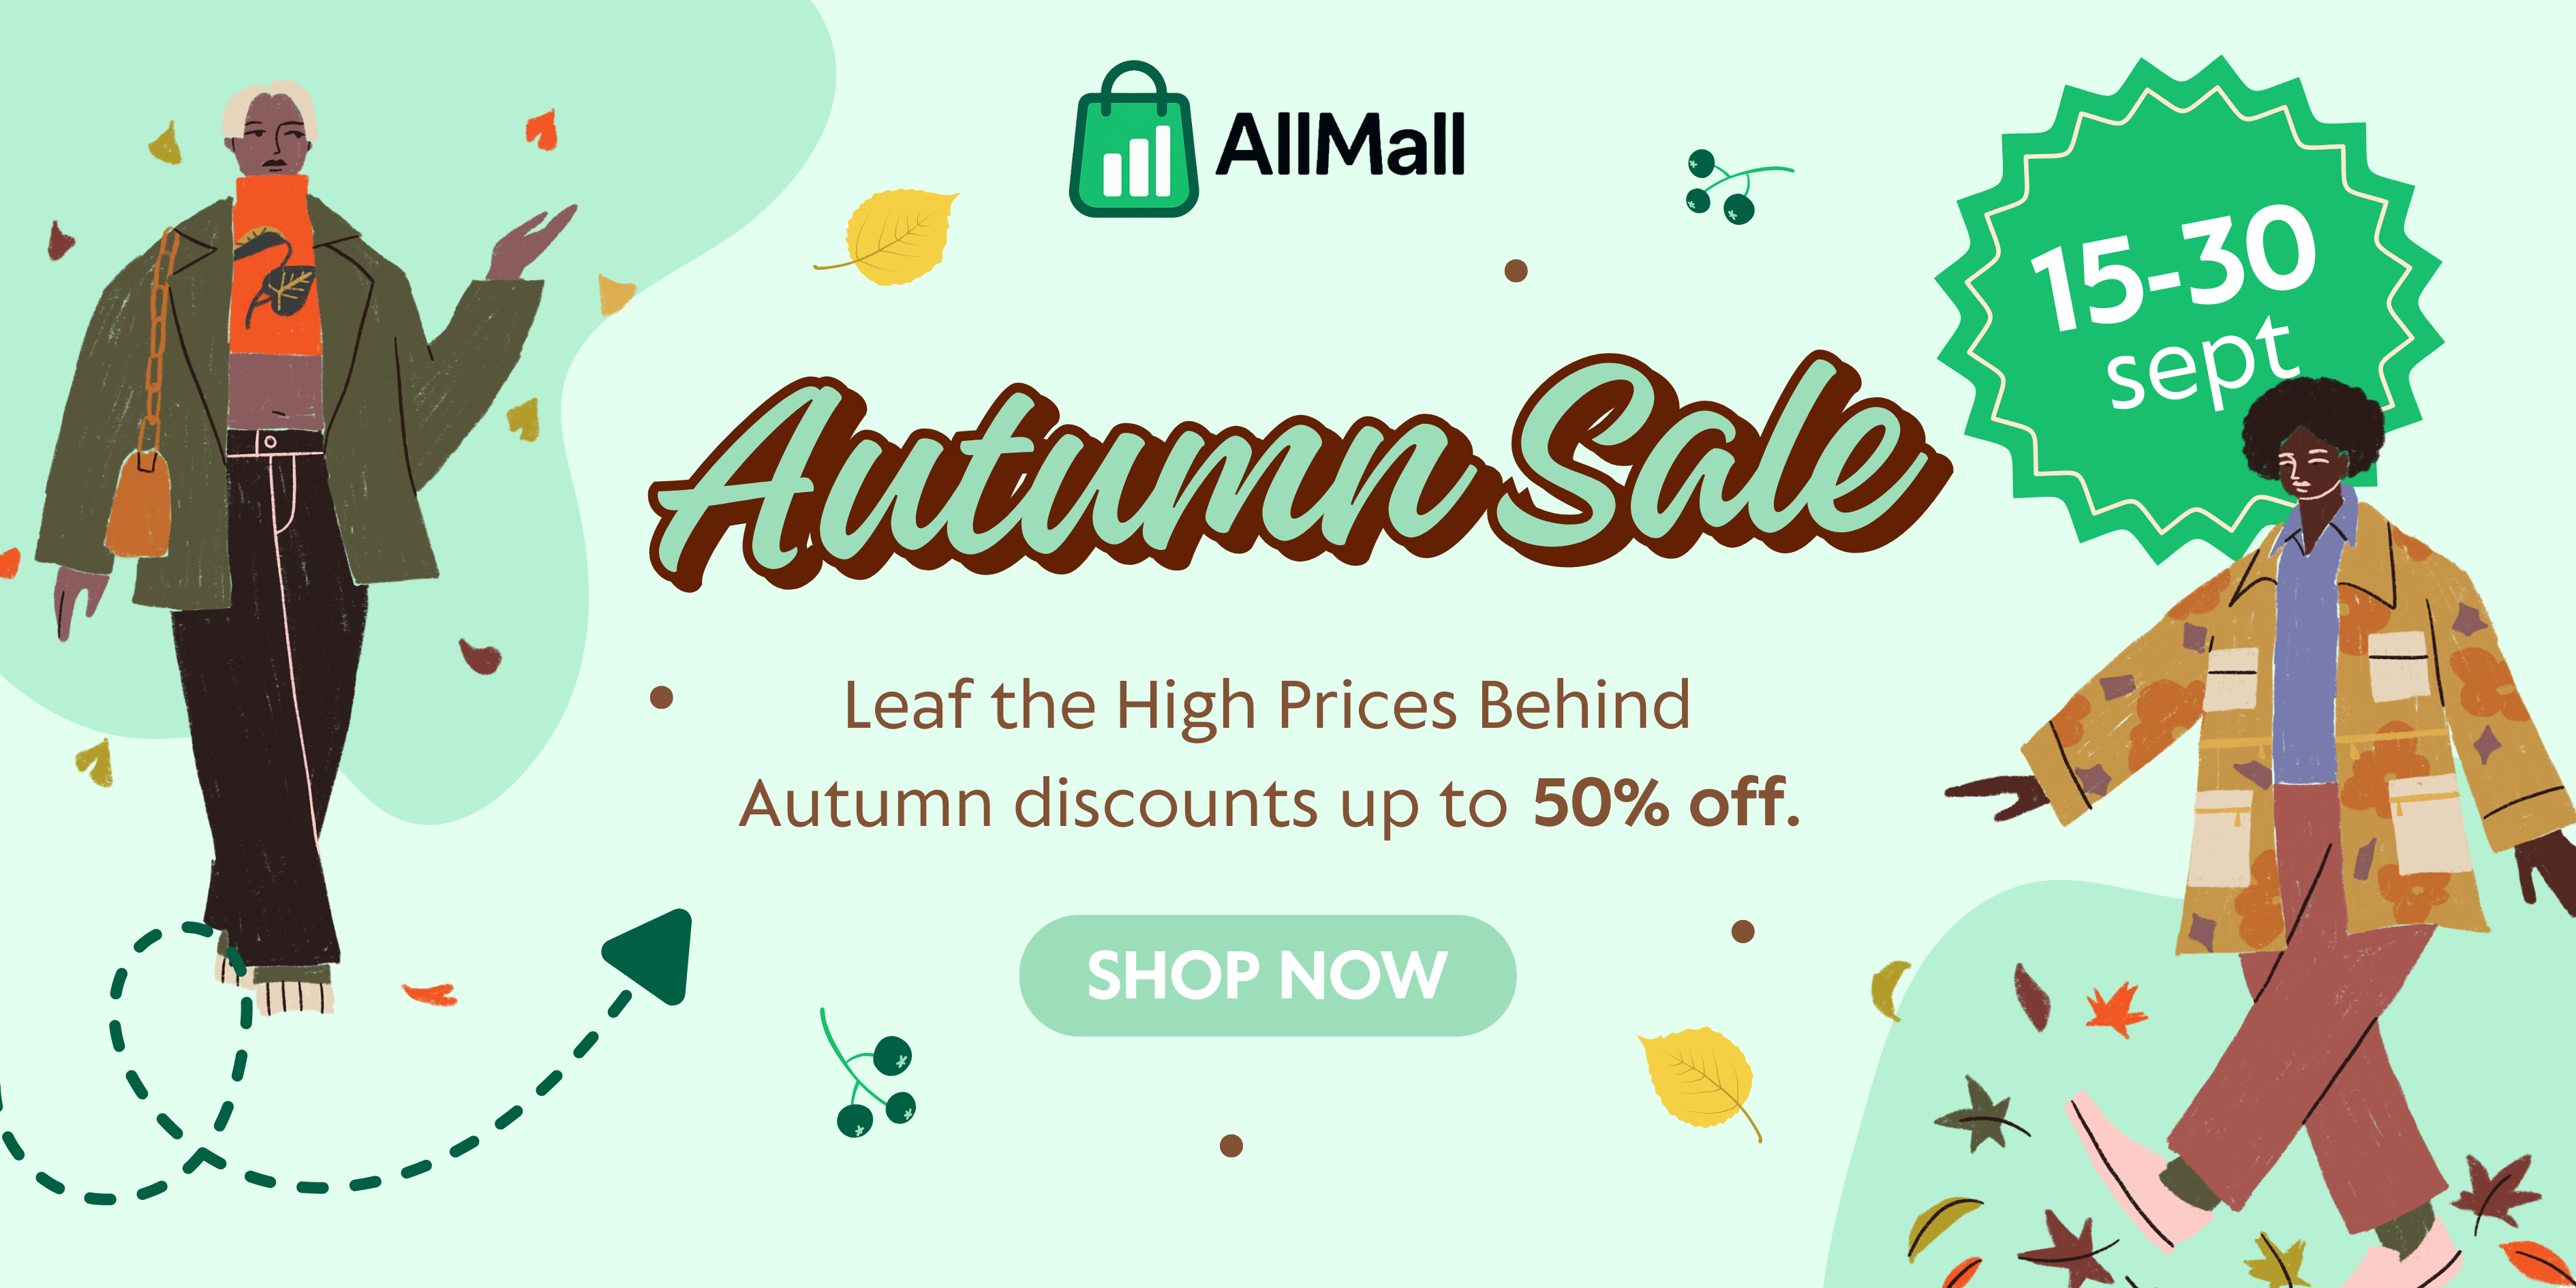 AllMall
15-30
sept
Autumn Sale
Leaf the High Prices Behind
Autumn discounts up to 50% off.
SHOP NOW